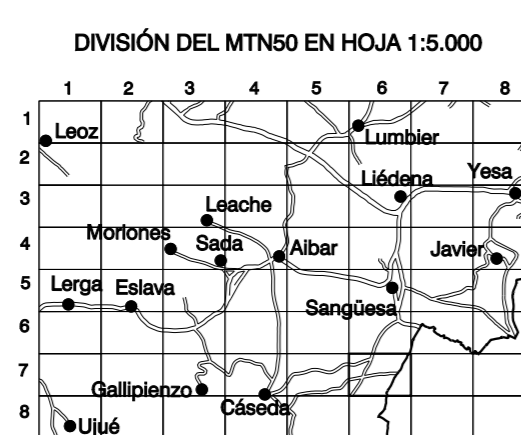 DIVISIÓN DEL MTN50 EN HOJA 1:5.000
1 2 3 4 5 6 7 8
1
Leoz
Lumbier
2
Liédena
Yesa
3
Leache
Moriones
Sada
4
Aibar
Javier
5
Lerga
Eslava
Sangüesa
6
7
Gallipienzo
Cáseda
8
Ujué